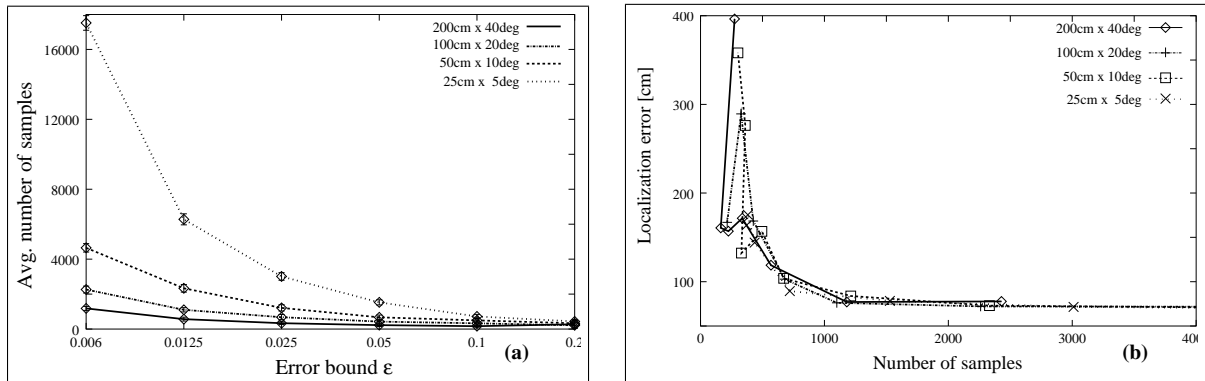 200cm x 40deg
100cm x 20deg
50cm x 10deg
25cm x 5deg
Avg. number of samples
16000
12000
8000
4000
0
0.006 0.0125 0.025 0.05 0.1 0.2
Error bound ε
(a)
200cm x 40deg
100cm x 20deg
50cm x 10deg
25cm x 5deg
Localization error [cm]
400
300
200
100
0 1000 2000 3000 4000
Number of samples
(b)